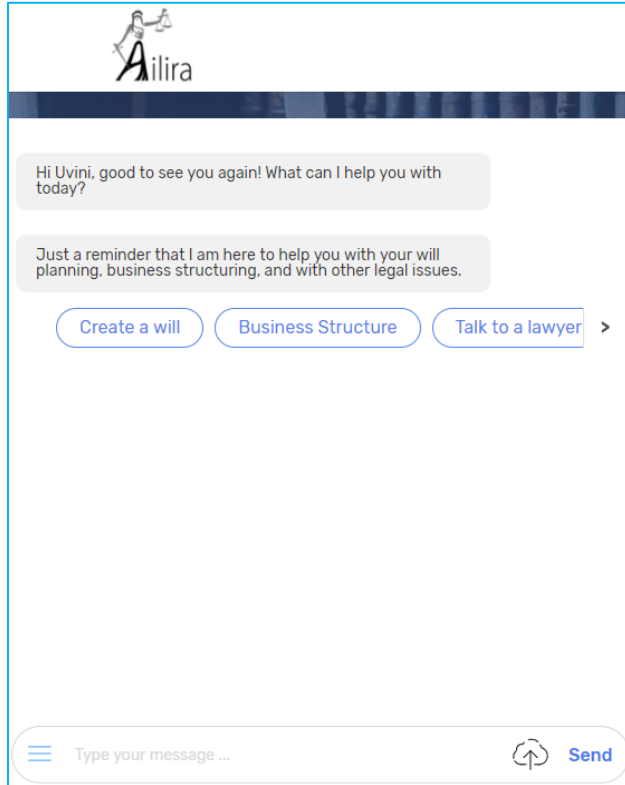 Ailira
Hi Uvini, good to see you again! What can I help you with
today?
Just a reminder that I am here to help you with your will
planning, business structuring, and with other legal issues.
Create a will
Business Structure
Talk to a lawyer
Type your message ...
Send